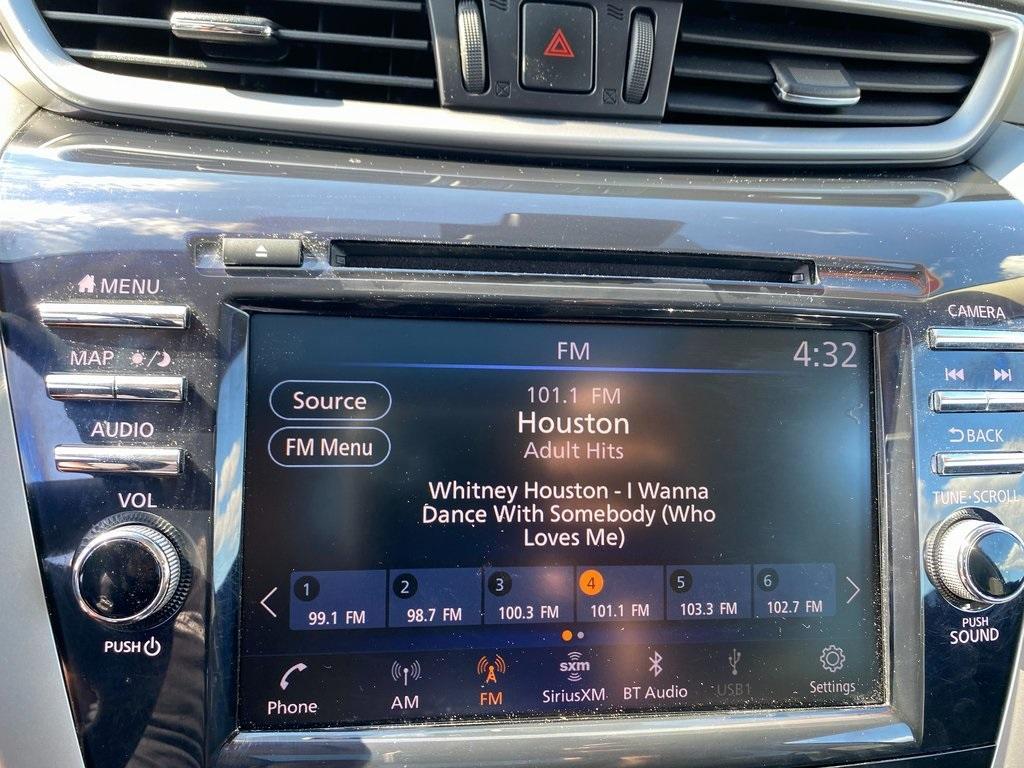 MENU
MAP
AUDIO
VOL
PUSH
FM
4:32
Source
FM Menu
101.1 FM
Houston
Adult Hits
Whitney Houston - I Wanna
Dance With Somebody (Who
Loves Me)
1 99.1 FM
2 98.7 FM
3 100.3 FM
4 101.1 FM
5 103.3 FM
6 102.7 FM
Phone
AM
FM
sxm
SiriusXM
BT Audio
USB1
Settings
CAMERA
BACK
TUNE·SCROLL
PUSH
SOUND